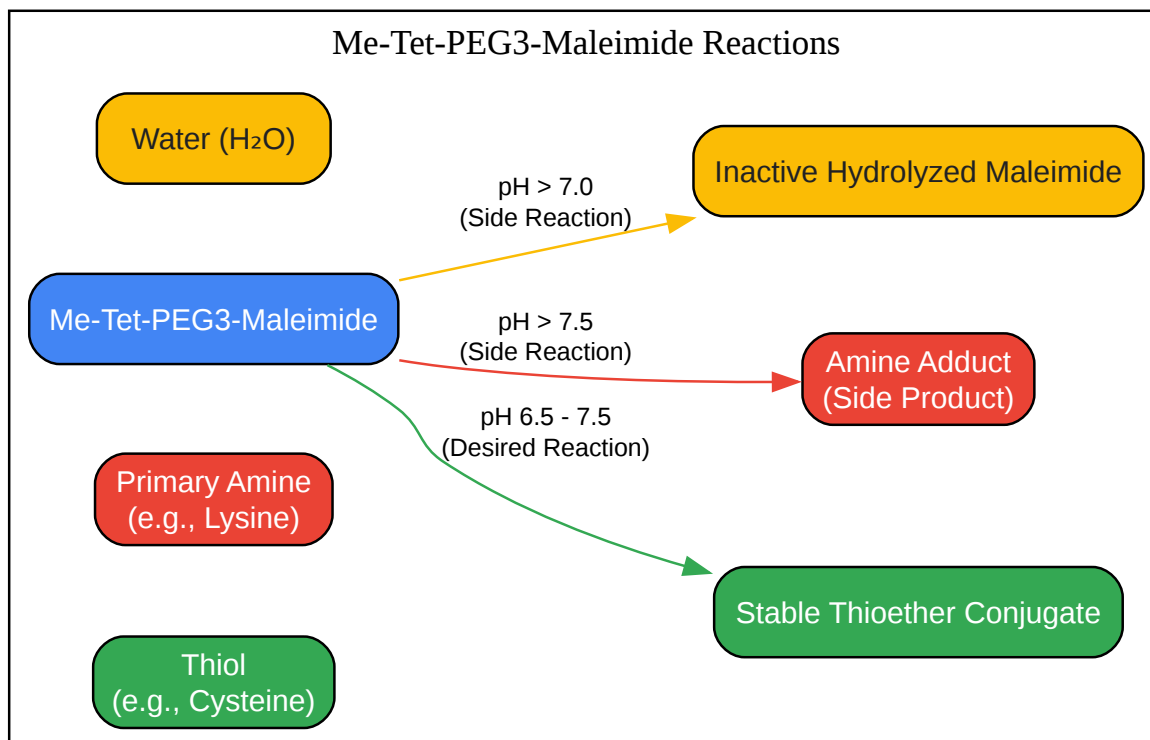 Me-Tet-PEG3-Maleimide Reactions
Water (H₂O)
Inactive Hydrolyzed Maleimide
pH > 7.0
(Side Reaction)
Me-Tet-PEG3-Maleimide
pH > 7.5
(Side Reaction)
Amine Adduct
(Side Product)
pH 6.5 - 7.5
(Desired Reaction)
Primary Amine
(e.g., Lysine)
Stable Thioether Conjugate
Thiol
(e.g., Cysteine)